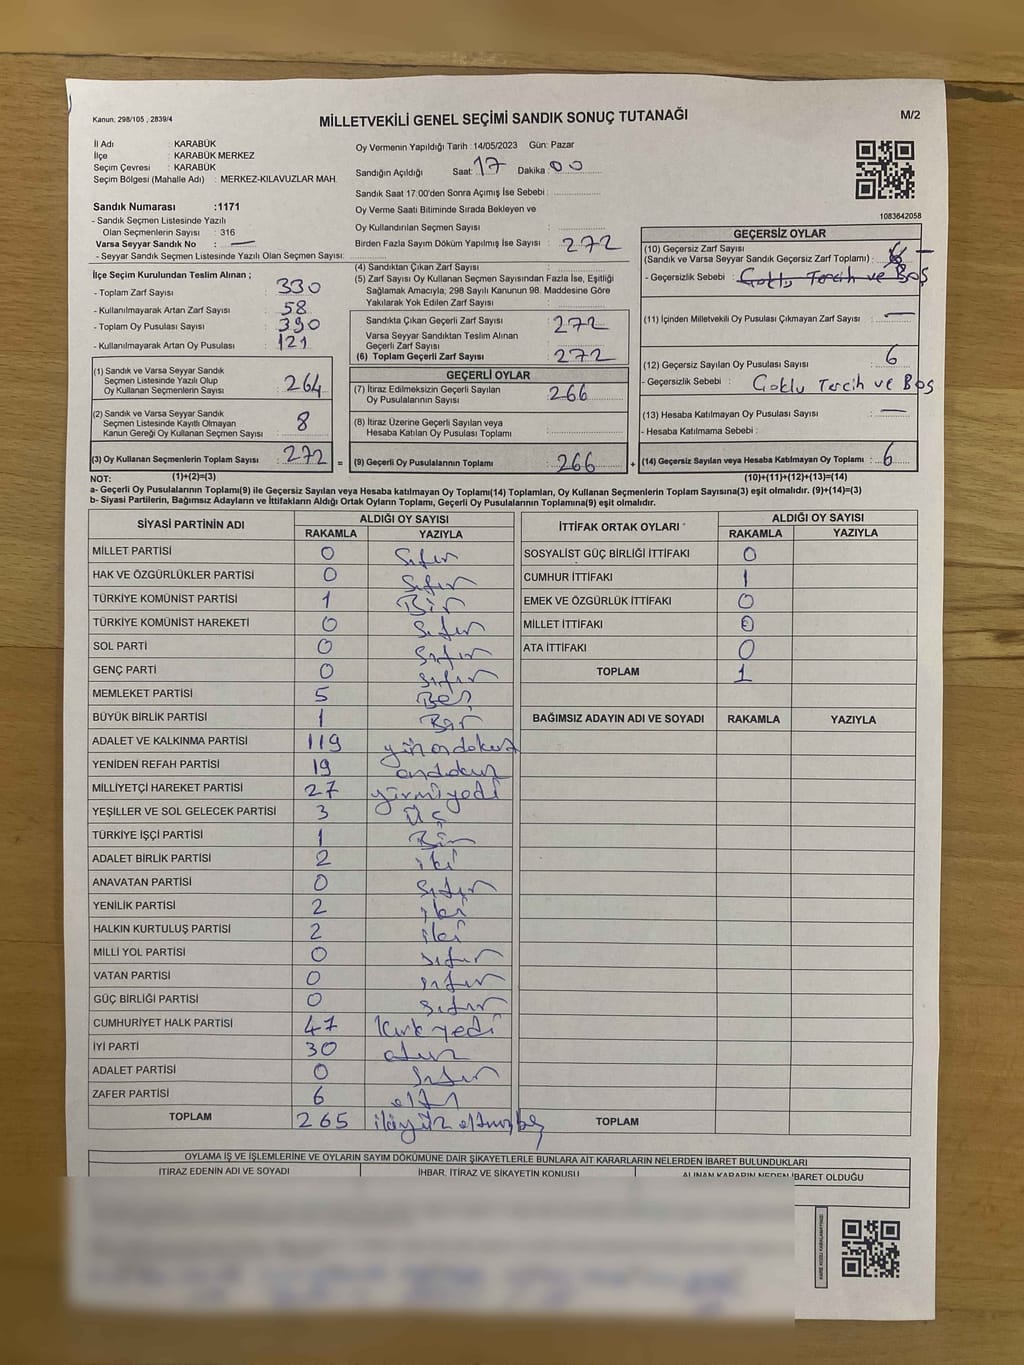 Kanun, 298/105 , 2839/4
MİLLETVEKİLİ GENEL SEÇİMİ SANDIK SONUÇ TUTANAĞI
M/2
İl Adı : KARABÜK
İlçe : KARABÜK MERKEZ
Seçim Çevresi : KARABÜK
Seçim Bölgesi (Mahalle Adı) : MERKEZ-KILAVUZLAR MAH.
Sandık Numarası :1171
- Sandık Seçmen Listesinde Yazılı
Olan Seçmenlerin Sayısı : 316
Varsa Seyyar Sandık No : —
- Seyyar Sandık Seçmen Listesinde Yazılı Olan Seçmen Sayısı:
Oy Vermenin Yapıldığı Tarih :14/05/2023 Gün: Pazar
Sandığın Açıldığı Saat: 17 Dakika: 00
Sandık Saat 17:00'den Sonra Açımış İse Sebebi :
Oy Verme Saati Bitiminde Sırada Bekleyen ve
Oy Kullandırılan Seçmen Sayısı :
Birden Fazla Sayım Döküm Yapılmış İse Sayısı : 272
1083642058
İlçe Seçim Kurulundan Teslim Alınan ;
- Toplam Zarf Sayısı : 330
- Kullanılmayarak Artan Zarf Sayısı : 58
- Toplam Oy Pusulası Sayısı : 390
- Kullanılmayarak Artan Oy Pusulası : 121
(1) Sandık ve Varsa Seyyar Sandık
Seçmen Listesinde Yazılı Olup
Oy Kullanan Seçmenlerin Sayısı : 264
(2) Sandık ve Varsa Seyyar Sandık
Seçmen Listesinde Kayıtlı Olmayan
Kanun Gereği Oy Kullanan Seçmen Sayısı : 8
(3) Oy Kullanan Seçmenlerin Toplam Sayısı : 272
(4) Sandıktan Çıkan Zarf Sayısı :
(5) Zarf Sayısı Oy Kullanan Seçmen Sayısından Fazla İse, Eşitliği
Sağlamak Amacıyla; 298 Sayılı Kanunun 98. Maddesine Göre
Yakılarak Yok Edilen Zarf Sayısı :
Sandıkta Çıkan Geçerli Zarf Sayısı : 272
Varsa Seyyar Sandıktan Teslim Alınan
Geçerli Zarf Sayısı :
(6) Toplam Geçerli Zarf Sayısı : 272
GEÇERLİ OYLAR
(7) İtiraz Edilmeksizin Geçerli Sayılan
Oy Pusulalarının Sayısı : 266
(8) İtiraz Üzerine Geçerli Sayılan veya
Hesaba Katılan Oy Pusulası Toplamı :
= (9) Geçerli Oy Pusulalarının Toplamı : 266
GEÇERSİZ OYLAR
(10) Geçersiz Zarf Sayısı
(Sandık ve Varsa Seyyar Sandık Geçersiz Zarf Toplamı) : 6 —
- Geçersizlik Sebebi : Çoklu Tercih ve Boş
(11) İçinden Milletvekili Oy Pusulası Çıkmayan Zarf Sayısı : —
(12) Geçersiz Sayılan Oy Pusulası Sayısı : 6
- Geçersizlik Sebebi : Çoklu Tercih ve Boş
(13) Hesaba Katılmayan Oy Pusulası Sayısı : —
- Hesaba Katılmama Sebebi :
+ (14) Geçersiz Sayılan veya Hesaba Katılmayan Oy Toplamı : 6
NOT: (1)+(2)=(3) (10)+(11)+(12)+(13)=(14)
a- Geçerli Oy Pusulalarının Toplamı(9) ile Geçersiz Sayılan veya Hesaba katılmayan Oy Toplamı(14) Toplamları, Oy Kullanan Seçmenlerin Toplam Sayısına(3) eşit olmalıdır. (9)+(14)=(3)
b- Siyasi Partilerin, Bağımsız Adayların ve İttifakların Aldığı Ortak Oyların Toplamı, Geçerli Oy Pusulalarının Toplamına(9) eşit olmalıdır.
SİYASİ PARTİNİN ADI ALDIĞI OY SAYISI
RAKAMLA YAZIYLA
MİLLET PARTİSİ 0 Sıfır
HAK VE ÖZGÜRLÜKLER PARTİSİ 0 Sıfır
TÜRKİYE KOMÜNİST PARTİSİ 1 Bir
TÜRKİYE KOMÜNİST HAREKETİ 0 Sıfır
SOL PARTİ 0 Sıfır
GENÇ PARTİ 0 Sıfır
MEMLEKET PARTİSİ 5 Beş
BÜYÜK BİRLİK PARTİSİ 1 Bir
ADALET VE KALKINMA PARTİSİ 119 yüzondokuz
YENİDEN REFAH PARTİSİ 19 ondokuz
MİLLİYETÇİ HAREKET PARTİSİ 27 yirmiyedi
YEŞİLLER VE SOL GELECEK PARTİSİ 3 Üç
TÜRKİYE İŞÇİ PARTİSİ 1 Bir
ADALET BİRLİK PARTİSİ 2 iki
ANAVATAN PARTİSİ 0 Sıfır
YENİLİK PARTİSİ 2 iki
HALKIN KURTULUŞ PARTİSİ 2 iki
MİLLİ YOL PARTİSİ 0 sıfır
VATAN PARTİSİ 0 sıfır
GÜÇ BİRLİĞİ PARTİSİ 0 sıfır
CUMHURİYET HALK PARTİSİ 47 kırkyedi
İYİ PARTİ 30 otuz
ADALET PARTİSİ 0 Sıfır
ZAFER PARTİSİ 6 altı
TOPLAM 265 ikiyüz altmışbeş
İTTİFAK ORTAK OYLARI ALDIĞI OY SAYISI
RAKAMLA YAZIYLA
SOSYALİST GÜÇ BİRLİĞİ İTTİFAKI 0
CUMHUR İTTİFAKI 1
EMEK VE ÖZGÜRLÜK İTTİFAKI 0
MİLLET İTTİFAKI 0
ATA İTTİFAKI 0
TOPLAM 1
BAĞIMSIZ ADAYIN ADI VE SOYADI RAKAMLA YAZIYLA
TOPLAM
OYLAMA İŞ VE İŞLEMLERİNE VE OYLARIN SAYIM DÖKÜMÜNE DAİR ŞİKAYETLERLE BUNLARA AİT KARARLARIN NELERDEN İBARET BULUNDUKLARI
İTİRAZ EDENİN ADI VE SOYADI İHBAR, İTİRAZ VE ŞİKAYETİN KONUSU ALINAN KARARIN NEDEN İBARET OLDUĞU